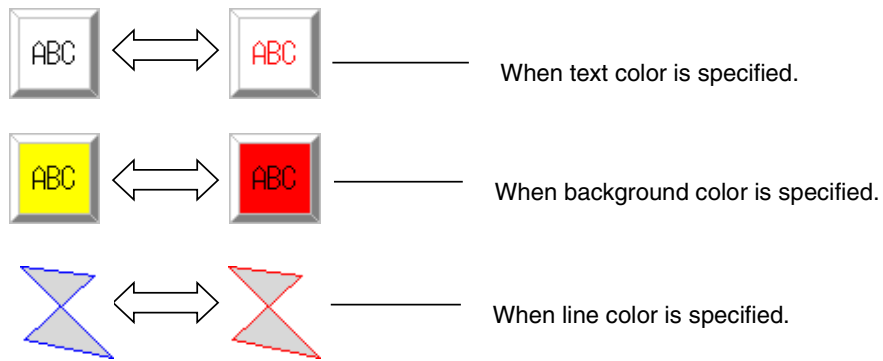 ABC ABC When text color is specified.
ABC ABC When background color is specified.
When line color is specified.